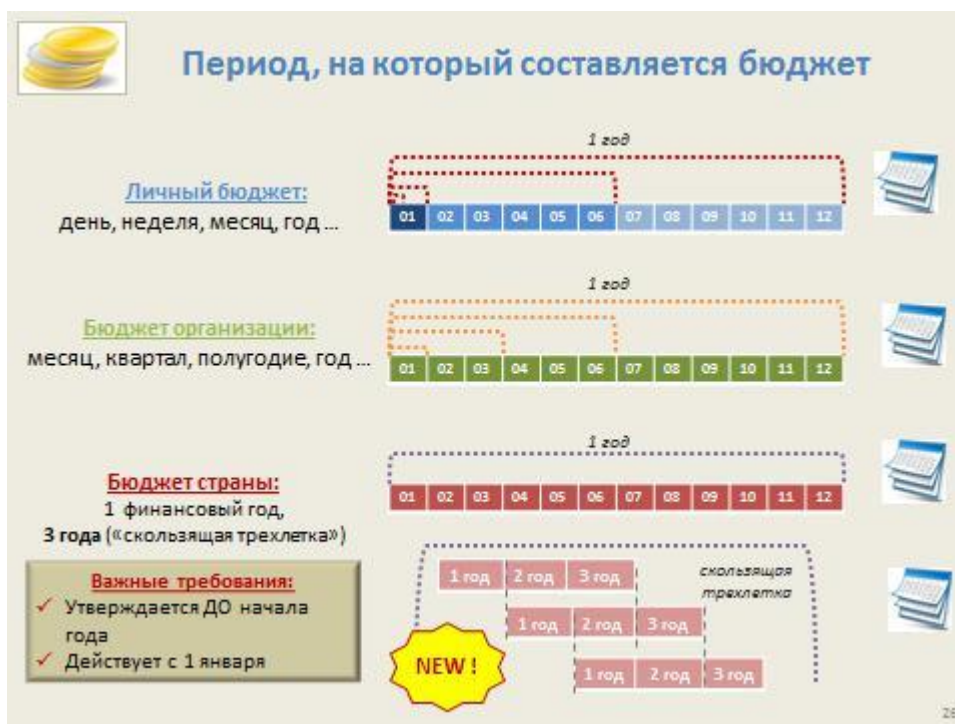 Период, на который составляется бюджет
1 год
Личный бюджет:
день, неделя, месяц, год ...
01 02 03 04 05 06 07 08 09 10 11 12
1 год
Бюджет организации:
месяц, квартал, полугодие, год ...
01 02 03 04 05 06 07 08 09 10 11 12
1 год
Бюджет страны:
1 финансовый год,
3 года («скользящая трехлетка»)
01 02 03 04 05 06 07 08 09 10 11 12
Важные требования:
✓ Утверждается ДО начала
года
✓ Действует с 1 января
1 год 2 год 3 год
скользящая
трехлетка
1 год 2 год 3 год
1 год 2 год 3 год
NEW !